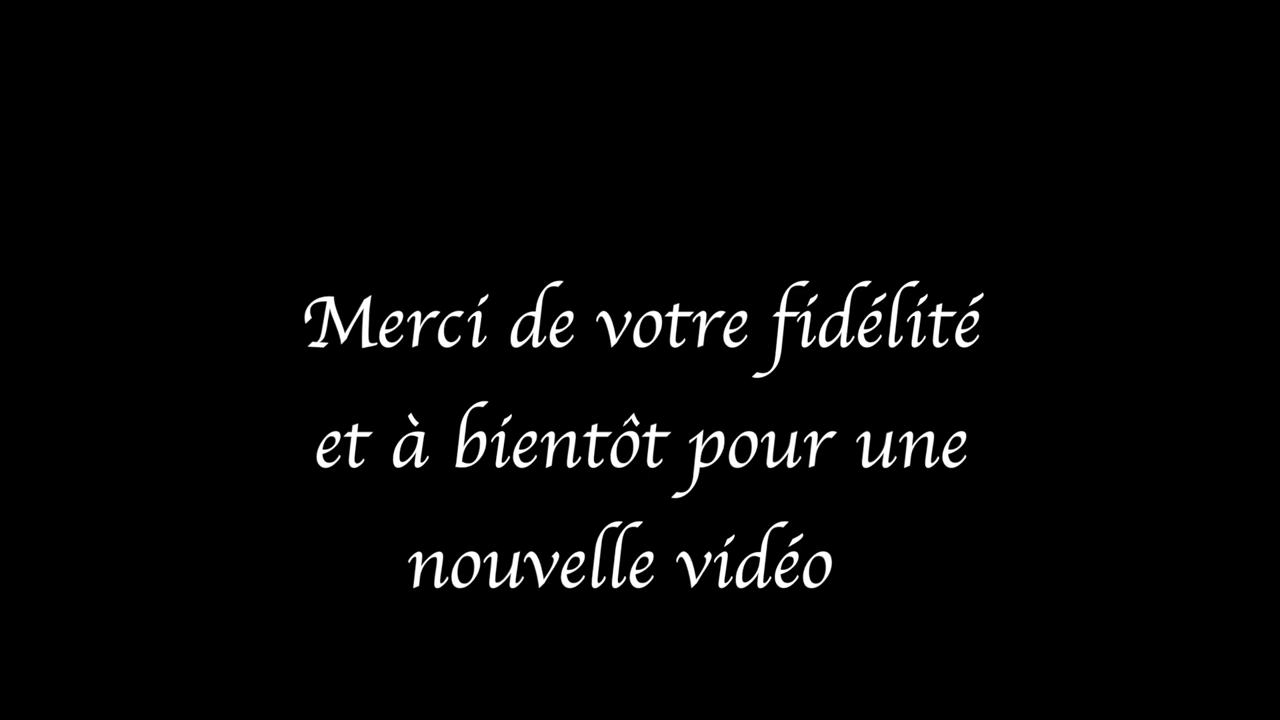 Merci de votre fidélité
et à bientôt pour une
nouvelle vidéo